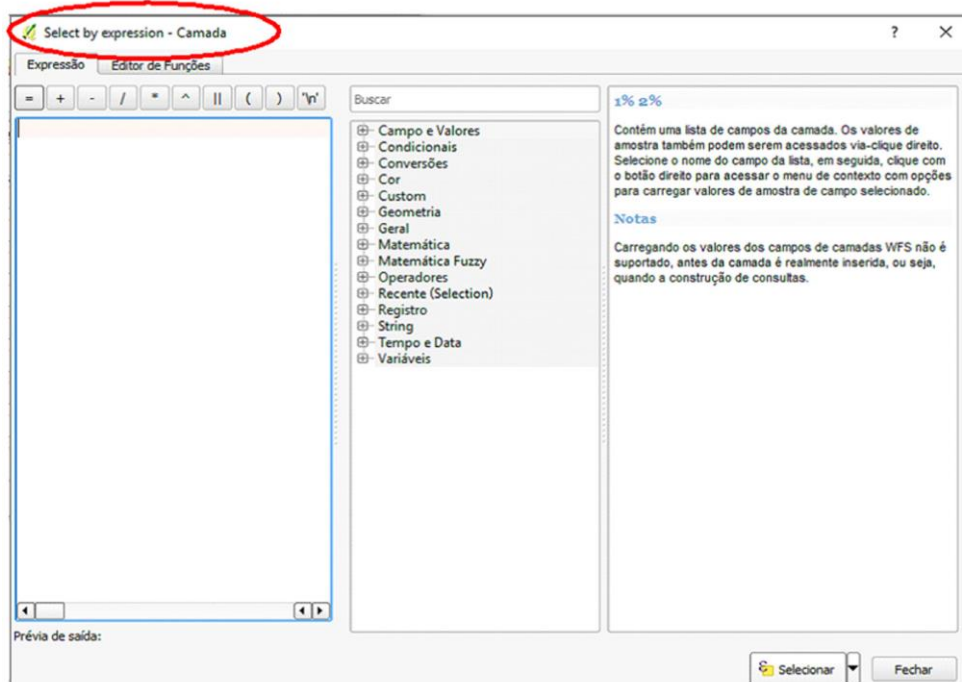 Select by expression - Camada
? ×
Expressão Editor de Funções
= + - / * ^ || ( ) '\n'
Buscar
Campo e Valores
Condicionais
Conversões
Cor
Custom
Geometria
Geral
Matemática
Matemática Fuzzy
Operadores
Recente (Selection)
Registro
String
Tempo e Data
Variáveis
1% 2%
Contém uma lista de campos da camada. Os valores de
amostra também podem serem acessados via-clique direito.
Selecione o nome do campo da lista, em seguida, clique com
o botão direito para acessar o menu de contexto com opções
para carregar valores de amostra de campo selecionado.
Notas
Carregando os valores dos campos de camadas WFS não é
suportado, antes da camada é realmente inserida, ou seja,
quando a construção de consultas.
Prévia de saída:
Selecionar Fechar